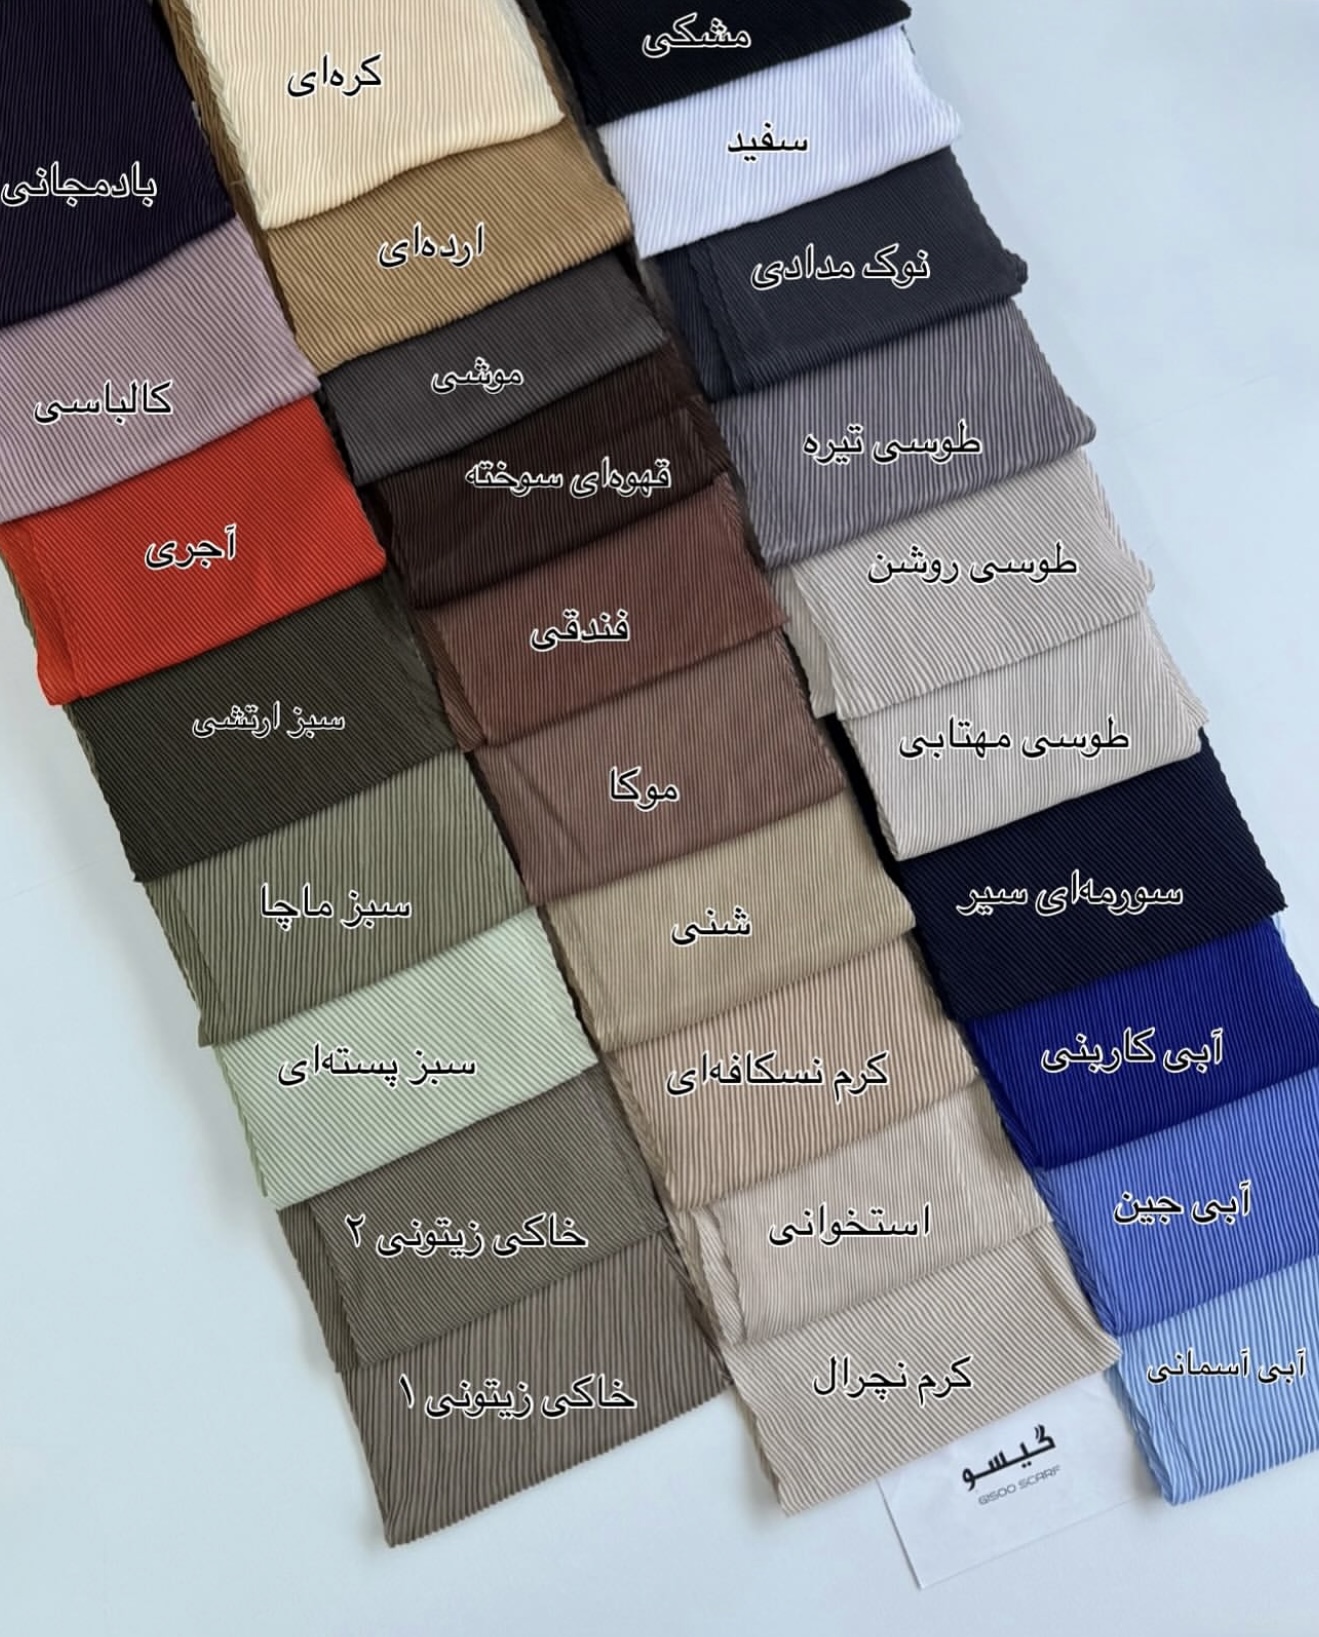 مشکی
سفید
نوک مدادی
طوسی تیره
طوسی روشن
طوسی مهتابی
سورمه‌ای سیر
آبی کاربنی
آبی جین
آبی آسمانی
کره‌ای
ارده‌ای
موشی
قهوه‌ای سوخته
فندقی
موکا
شنی
کرم نسکافه‌ای
استخوانی
کرم نچرال
بادمجانی
کالباسی
آجری
سبز ارتشی
سبز ماچا
سبز پسته‌ای
خاکی زیتونی ۲
خاکی زیتونی ۱
گیسو
GISOO SCARF